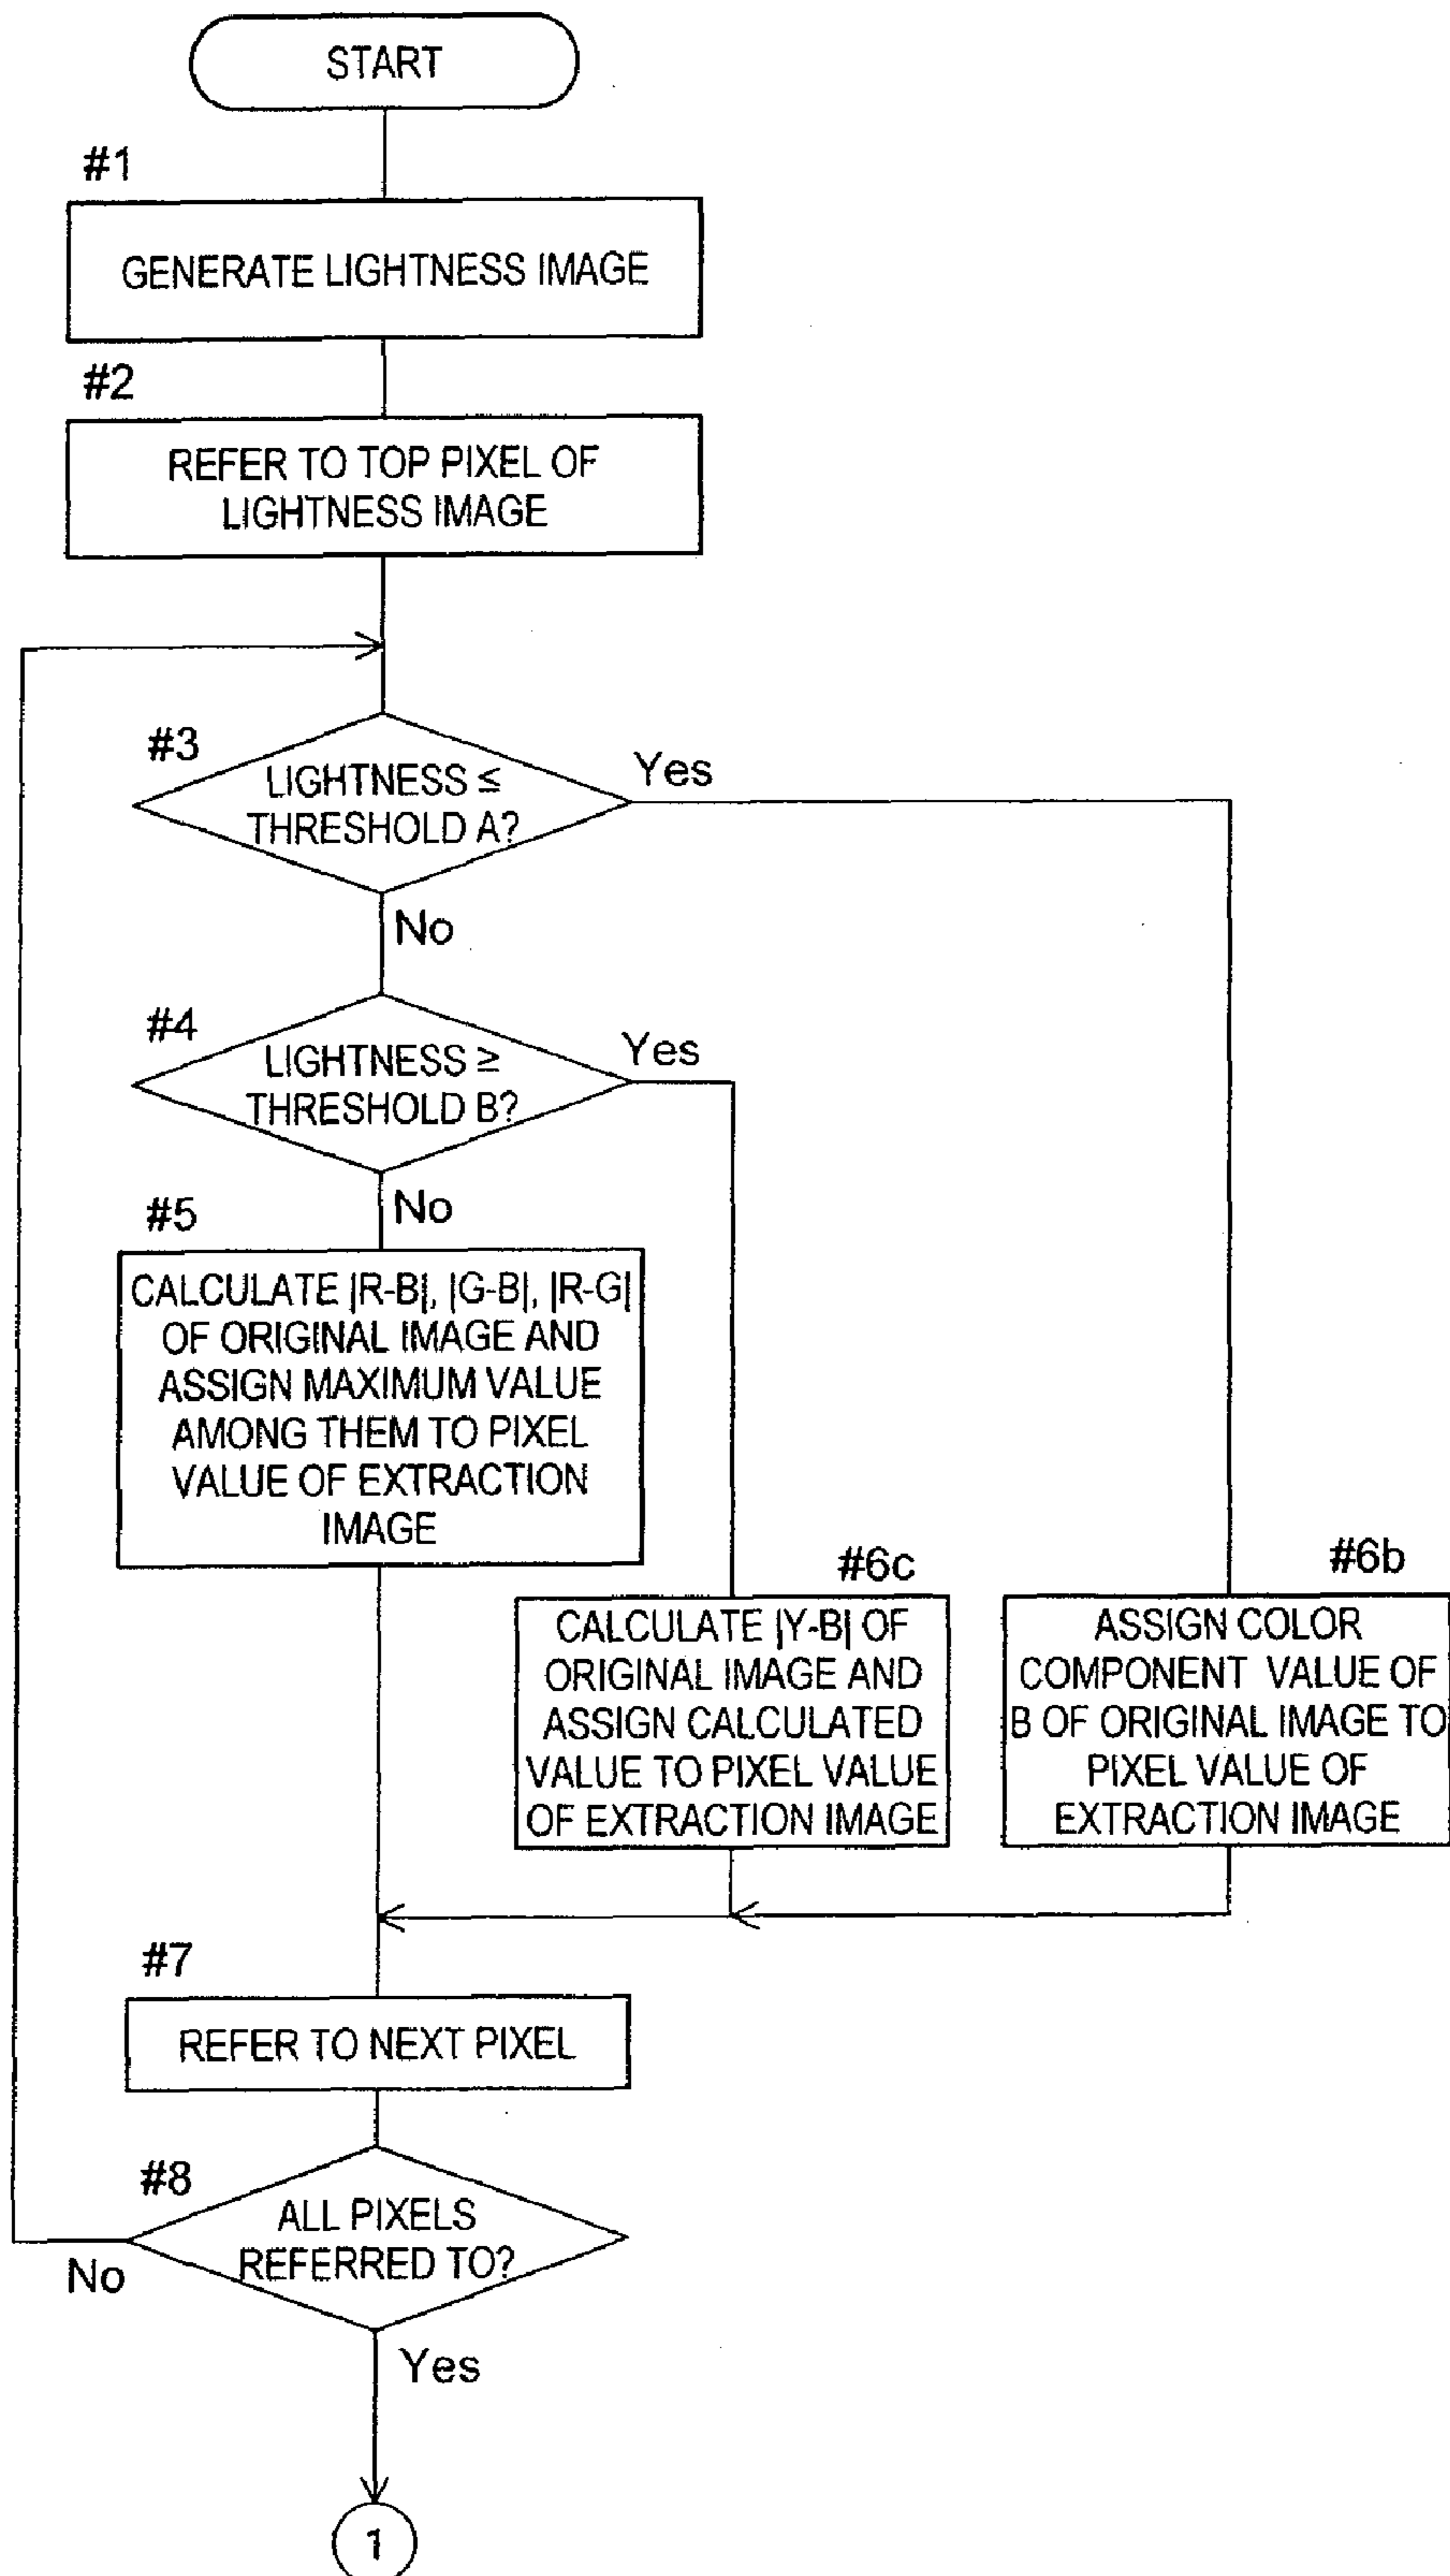 START
#1
GENERATE LIGHTNESS IMAGE
#2
REFER TO TOP PIXEL OF
LIGHTNESS IMAGE
#3
LIGHTNESS ≤
THRESHOLD A?
Yes
No
#4
LIGHTNESS ≥
THRESHOLD B?
Yes
No
#5
CALCULATE |R-B|, |G-B|, |R-G|
OF ORIGINAL IMAGE AND
ASSIGN MAXIMUM VALUE
AMONG THEM TO PIXEL
VALUE OF EXTRACTION
IMAGE
#6c
CALCULATE |Y-B| OF
ORIGINAL IMAGE AND
ASSIGN CALCULATED
VALUE TO PIXEL VALUE
OF EXTRACTION IMAGE
#6b
ASSIGN COLOR
COMPONENT VALUE OF
B OF ORIGINAL IMAGE TO
PIXEL VALUE OF
EXTRACTION IMAGE
#7
REFER TO NEXT PIXEL
#8
ALL PIXELS
REFERRED TO?
No
Yes
1